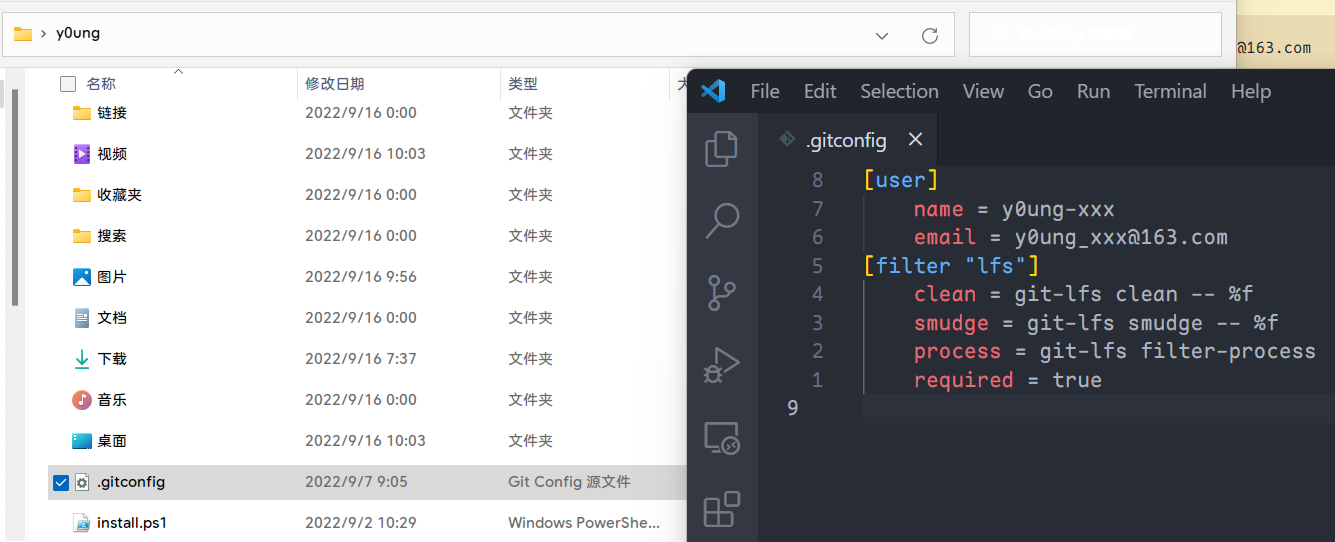 y0ung
@163.com
名称 修改日期 类型 大
链接 2022/9/16 0:00 文件夹
视频 2022/9/16 10:03 文件夹
收藏夹 2022/9/16 0:00 文件夹
搜索 2022/9/16 0:00 文件夹
图片 2022/9/16 9:56 文件夹
文档 2022/9/16 0:00 文件夹
下载 2022/9/16 7:37 文件夹
音乐 2022/9/16 0:00 文件夹
桌面 2022/9/16 10:03 文件夹
.gitconfig 2022/9/7 9:05 Git Config 源文件
install.ps1 2022/9/2 10:29 Windows PowerShe...
File Edit Selection View Go Run Terminal Help
.gitconfig
8 [user]
7 name = y0ung-xxx
6 email = y0ung_xxx@163.com
5 [filter "lfs"]
4 clean = git-lfs clean -- %f
3 smudge = git-lfs smudge -- %f
2 process = git-lfs filter-process
1 required = true
9